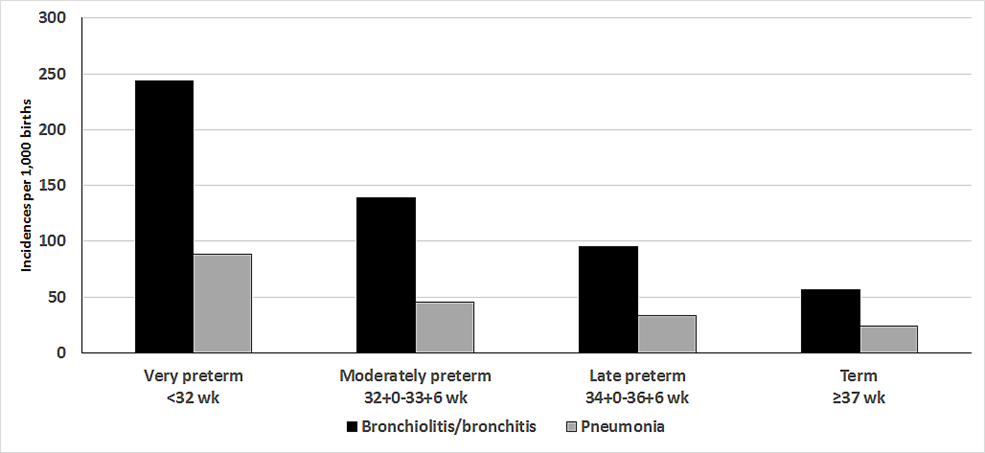 300
250
200
150
100
50
0
Incidences per 1,000 births
Very preterm
<32 wk
Moderately preterm
32+0-33+6 wk
Late preterm
34+0-36+6 wk
Term
≥37 wk
Bronchiolitis/bronchitis
Pneumonia